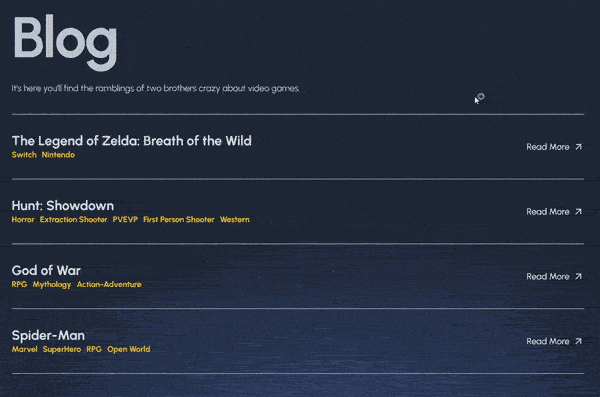 Blog
It's here you'll find the ramblings of two brothers crazy about video games.
The Legend of Zelda: Breath of the Wild
Switch Nintendo
Read More
Hunt: Showdown
Horror Extraction Shooter PVEVP First Person Shooter Western
Read More
God of War
RPG Mythology Action-Adventure
Read More
Spider-Man
Marvel SuperHero RPG Open World
Read More